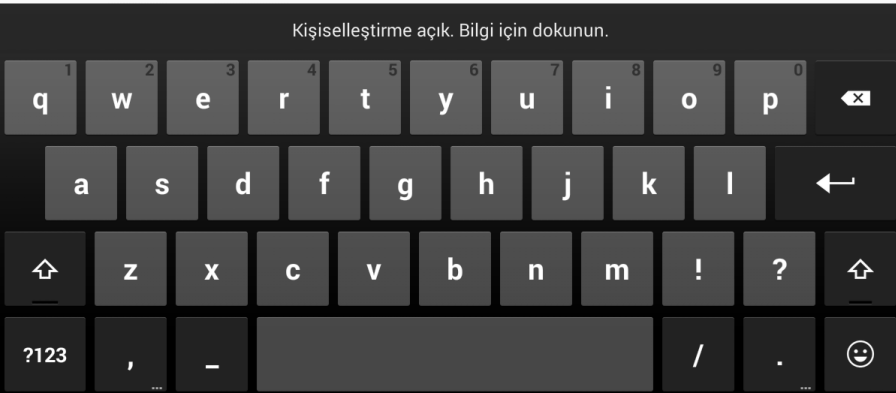 Kişiselleştirme açık. Bilgi için dokunun.
1 2 3 4 5 6 7 8 9 0
q w e r t y u i o p
a s d f g h j k l
z x c v b n m ! ?
?123 , _ / .